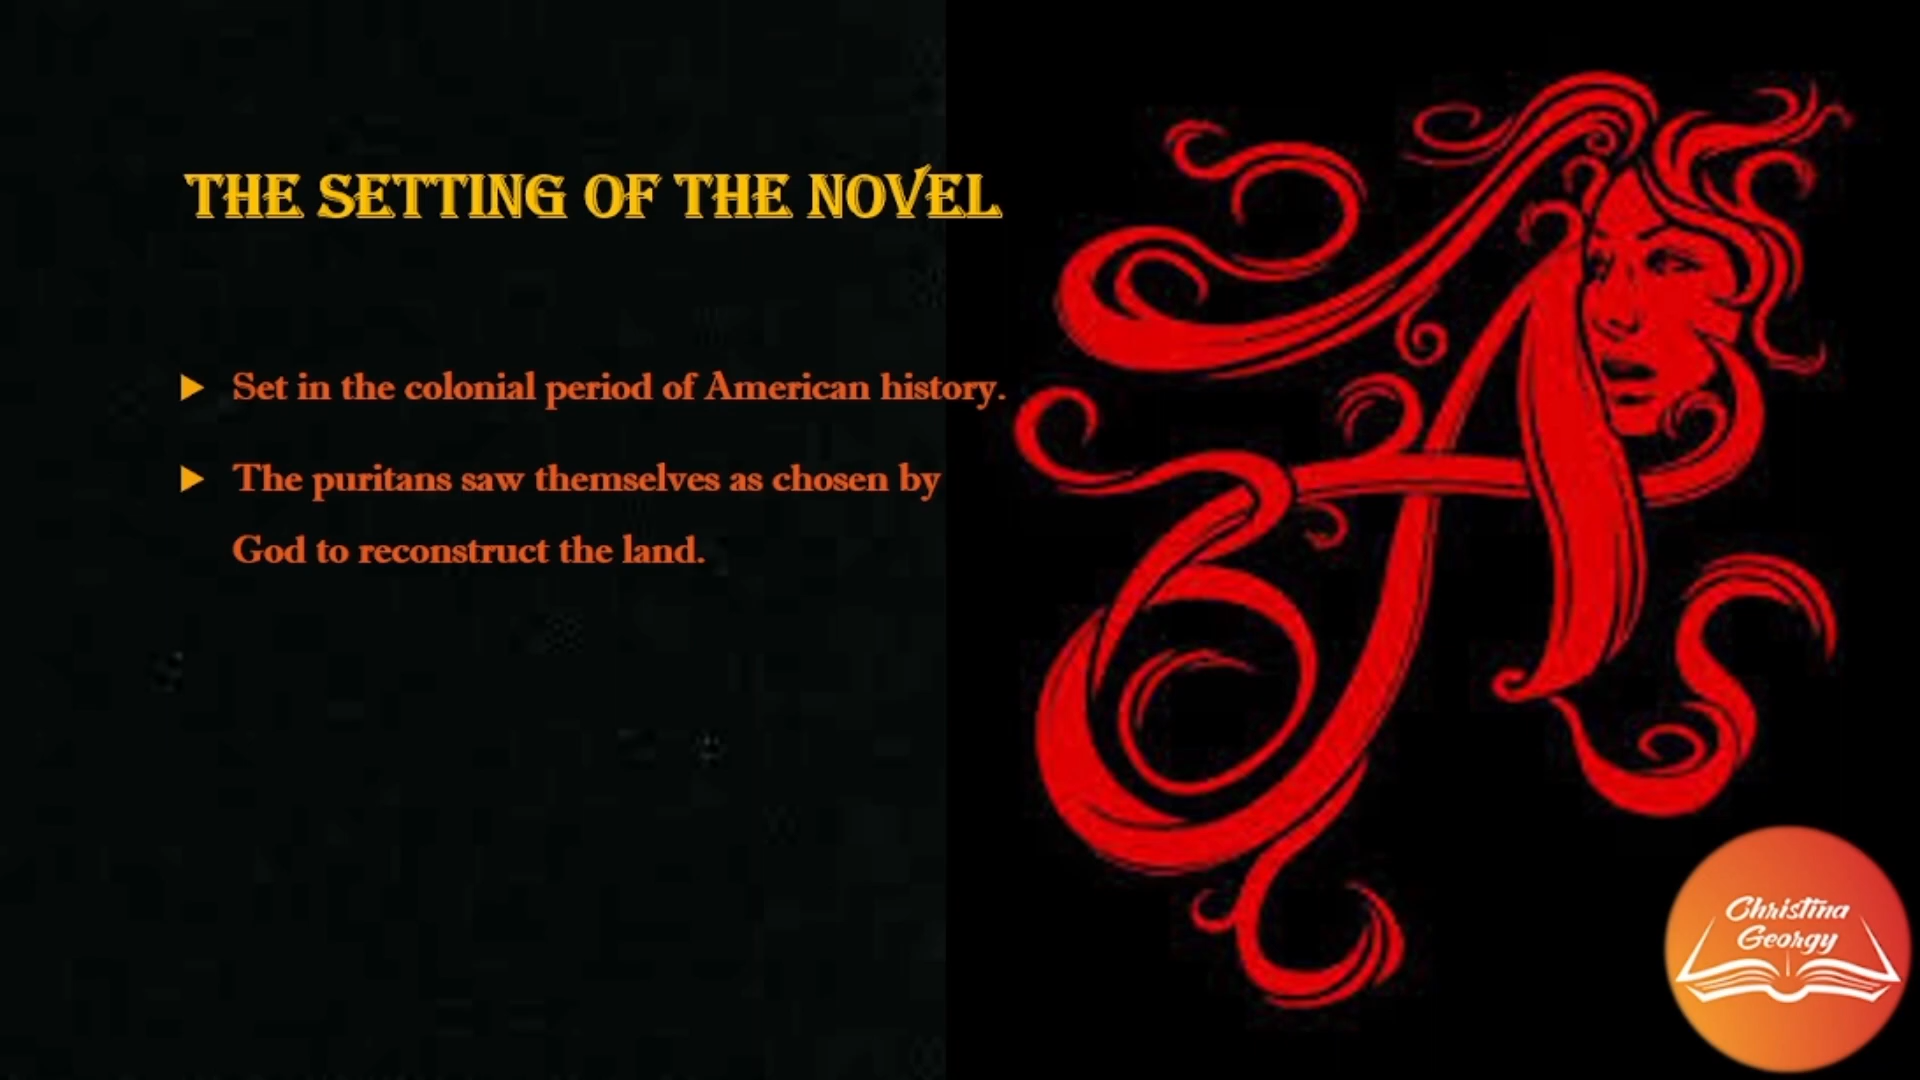 THE SETTING OF THE NOVEL
Set in the colonial period of American history.
The puritans saw themselves as chosen by
God to reconstruct the land.
A
Christina
Georgy